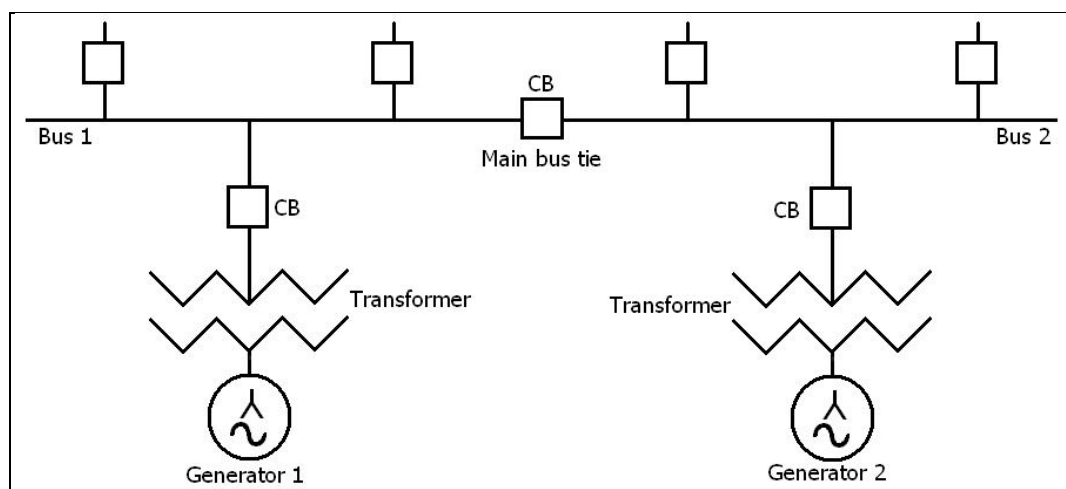 CB
Bus 1
Main bus tie
Bus 2
CB
CB
Transformer
Transformer
Generator 1
Generator 2